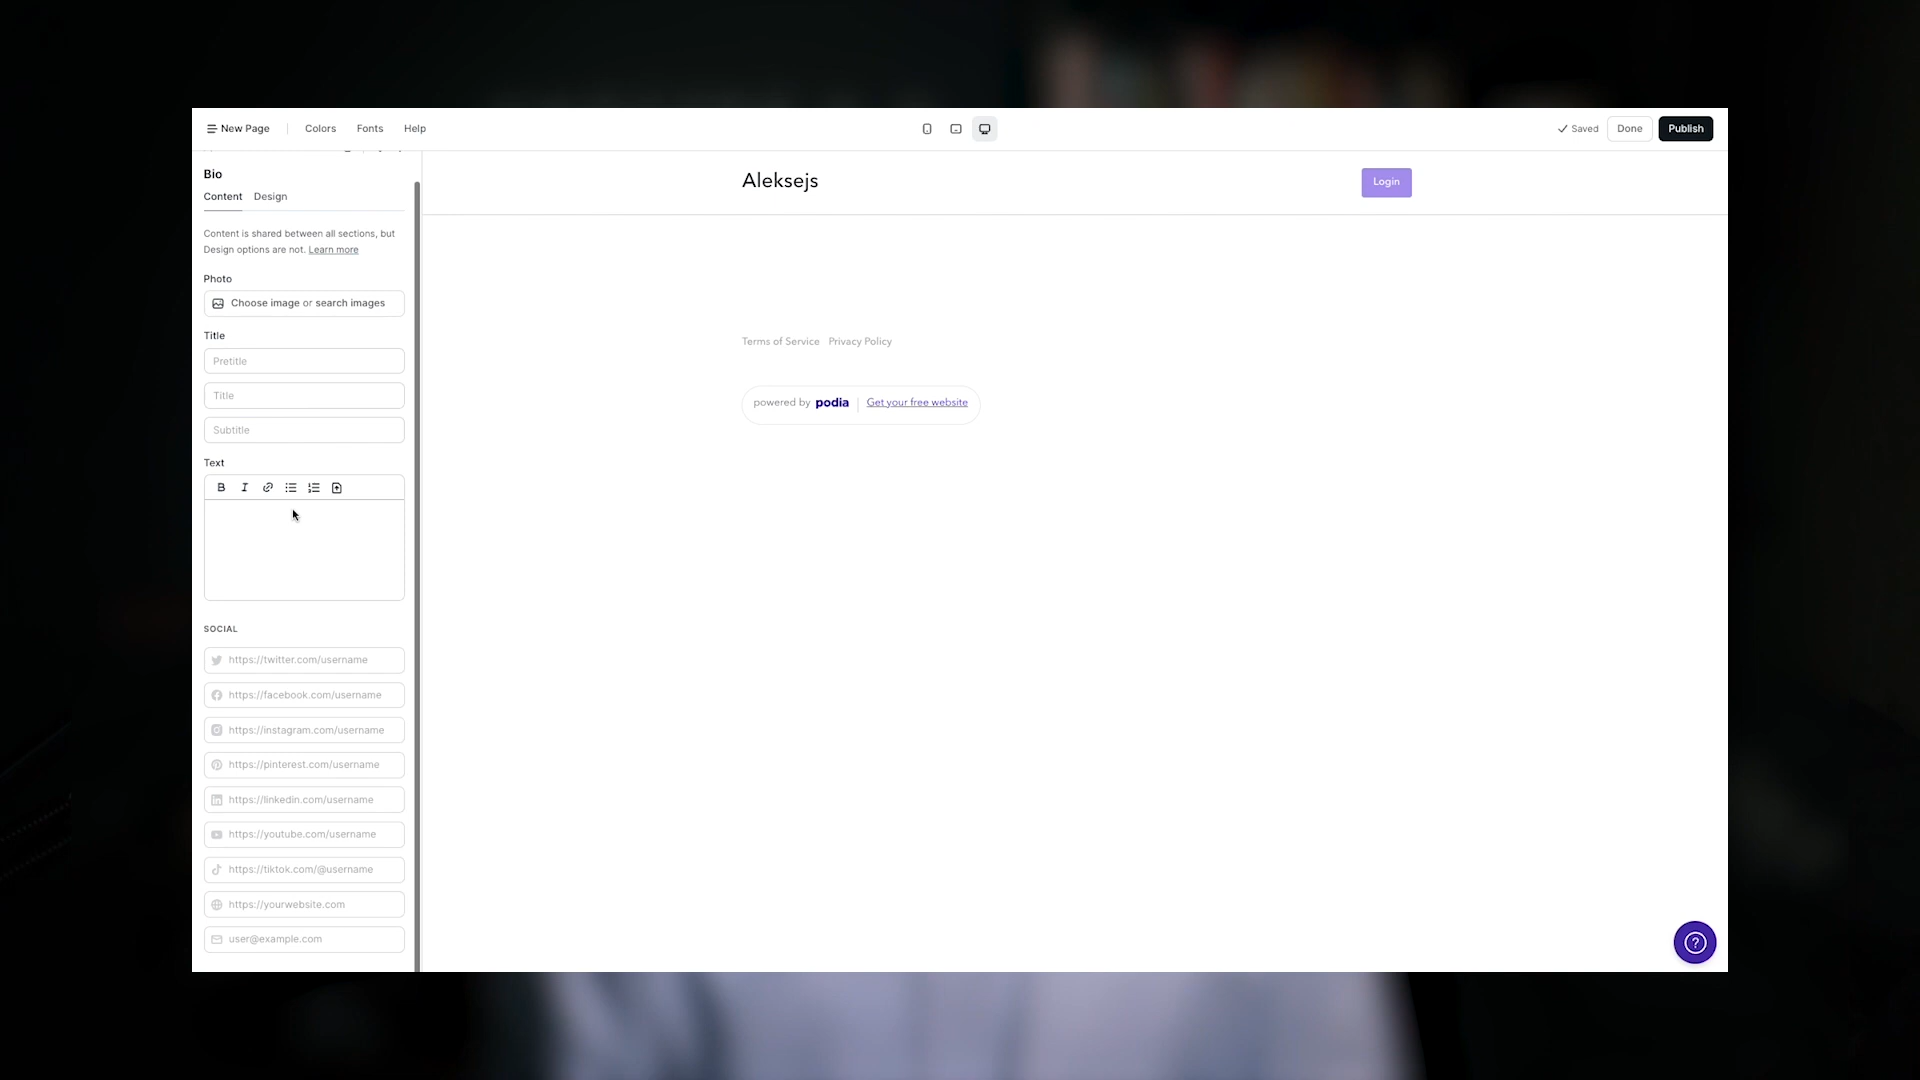 New Page
Colors
Fonts
Help
Saved
Done
Publish
Bio
Content
Design
Content is shared between all sections, but
Design options are not. Learn more
Photo
Choose image or search images
Title
Pretitle
Title
Subtitle
Text
B I
SOCIAL
https://twitter.com/username
https://facebook.com/username
https://instagram.com/username
https://pinterest.com/username
https://linkedin.com/username
https://youtube.com/username
https://tiktok.com/@username
https://yourwebsite.com
user@example.com
Aleksejs
Login
Terms of Service Privacy Policy
powered by podia Get your free website
?